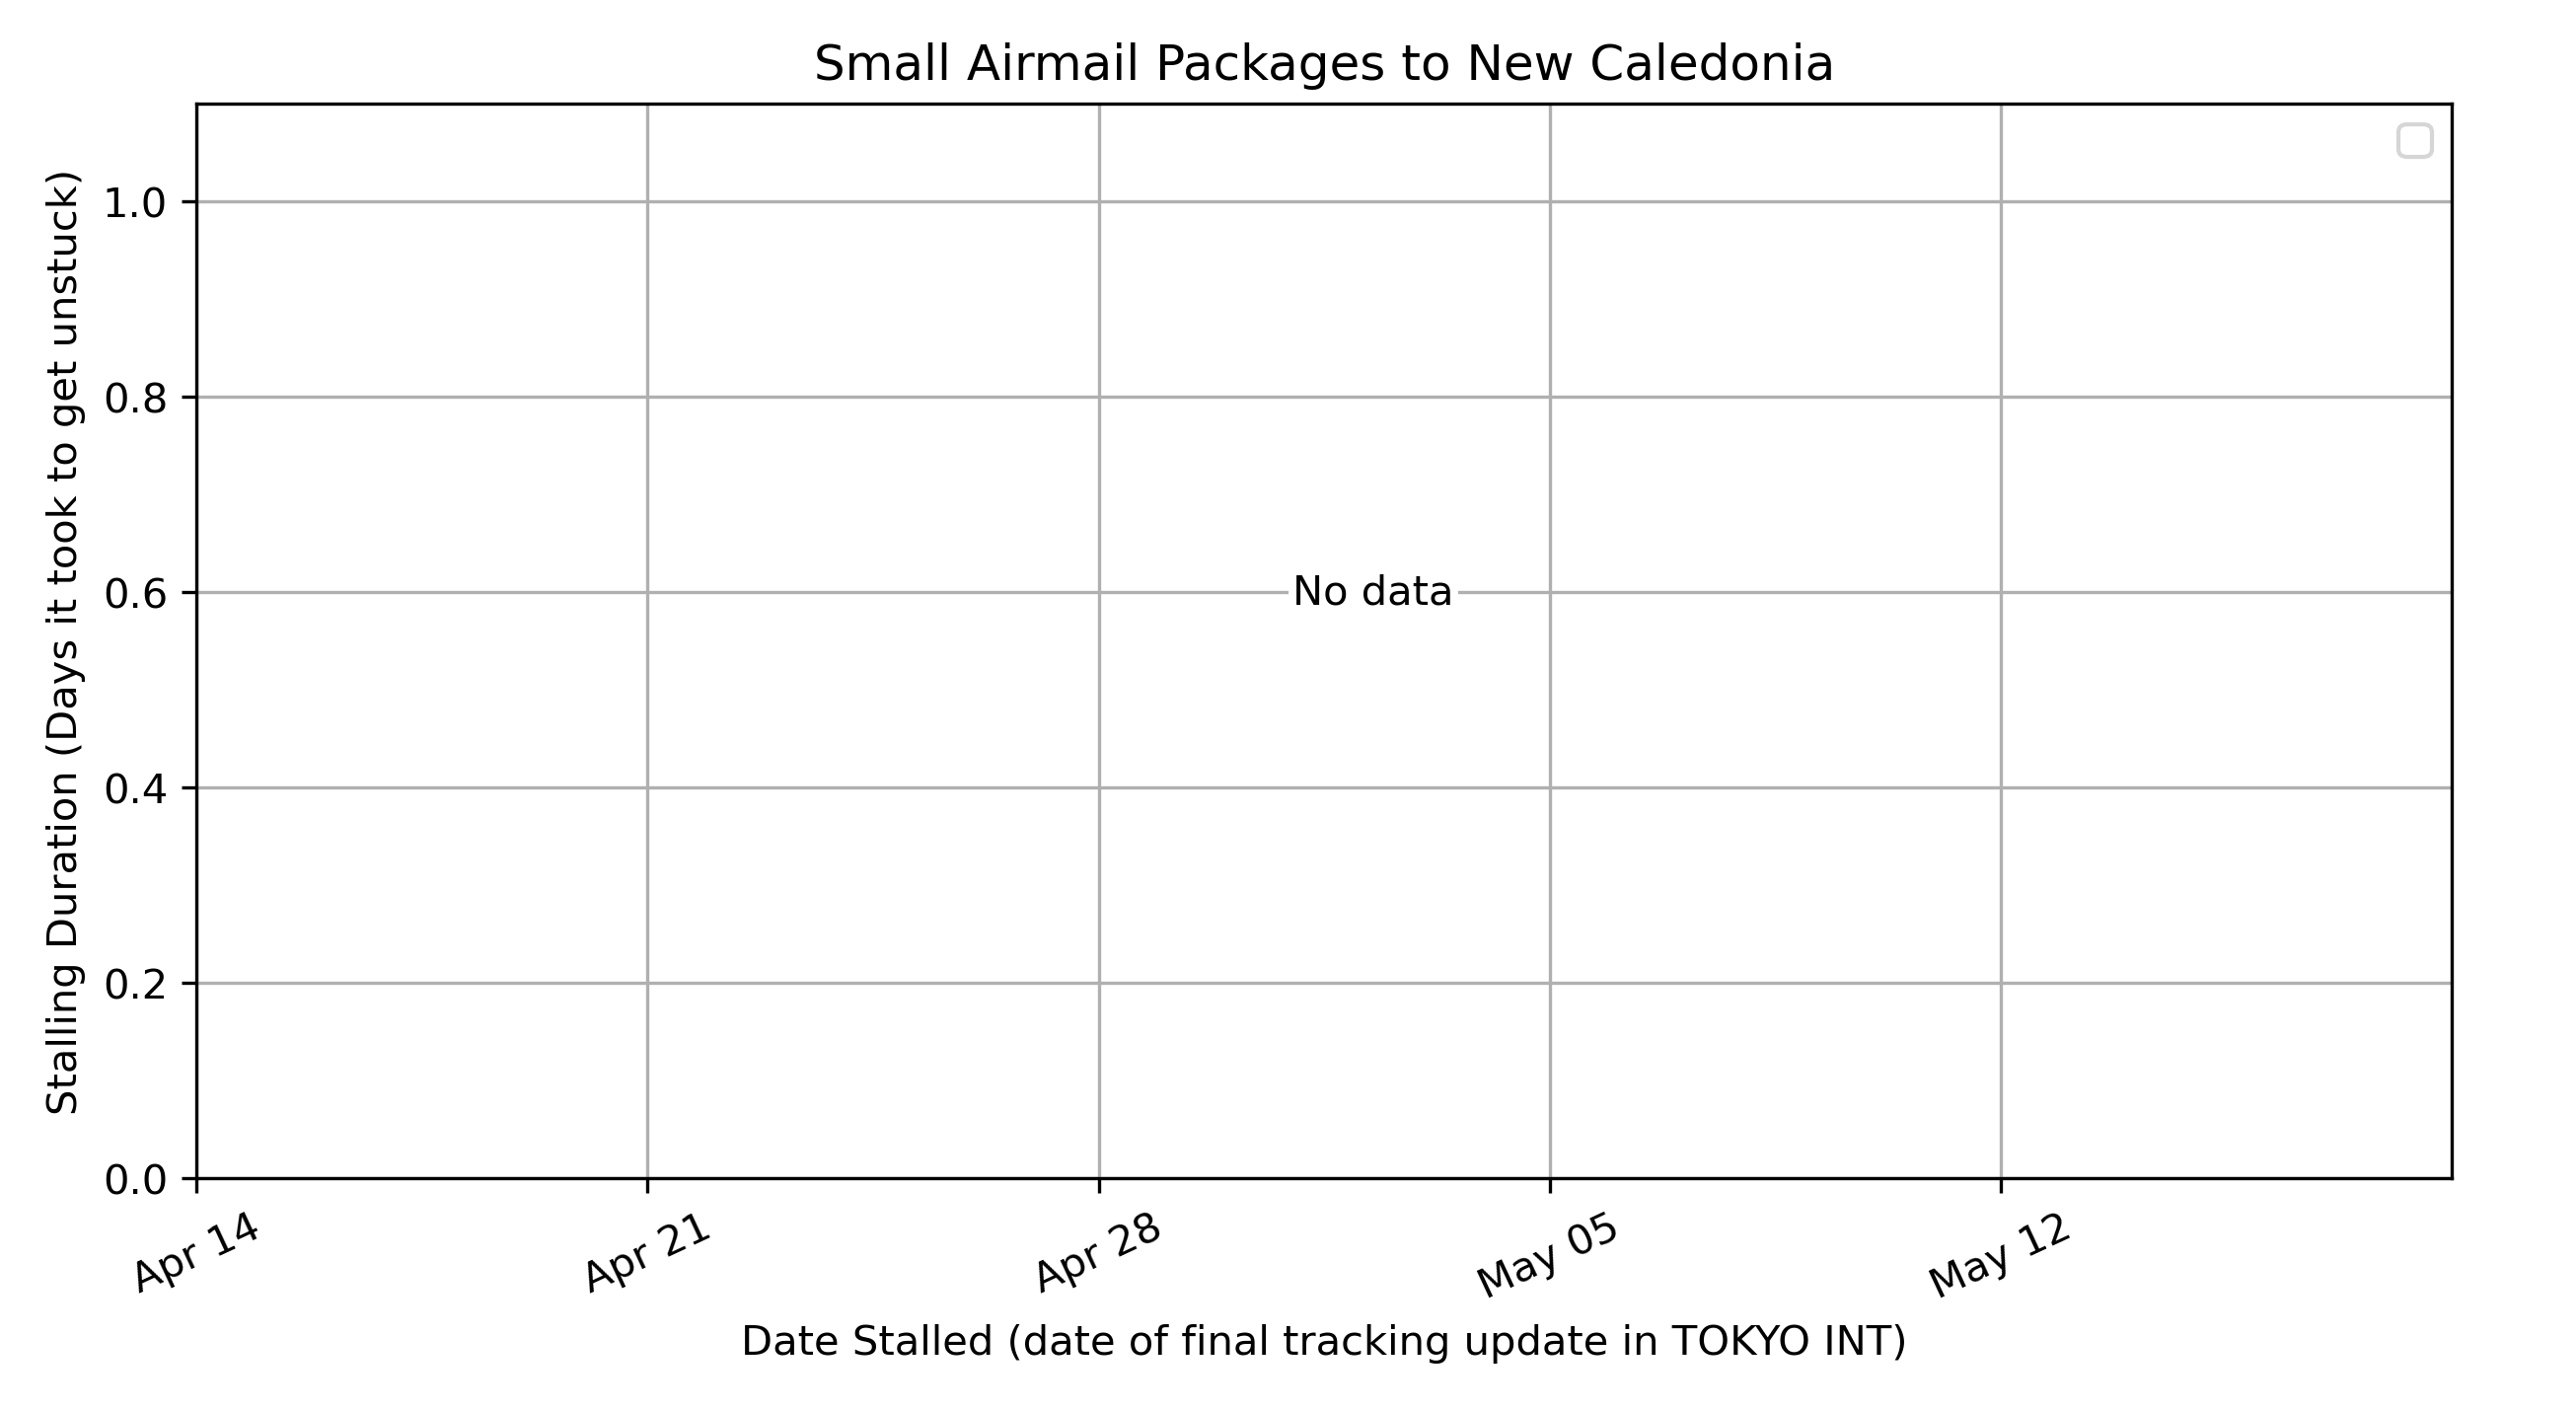 Small Airmail Packages to New Caledonia
Stalling Duration (Days it took to get unstuck)
1.0
0.8
0.6
0.4
0.2
0.0
No data
Apr 14
Apr 21
Apr 28
May 05
May 12
Date Stalled (date of final tracking update in TOKYO INT)